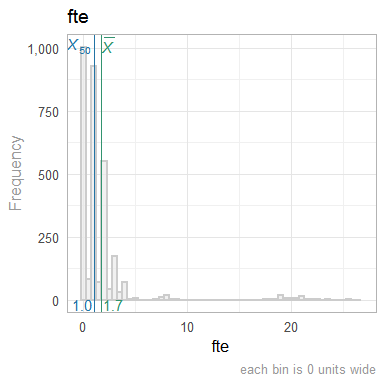 fte
1,000
750
500
250
0
Frequency
x50
x̅
1.0
1.7
0
10
20
fte
each bin is 0 units wide